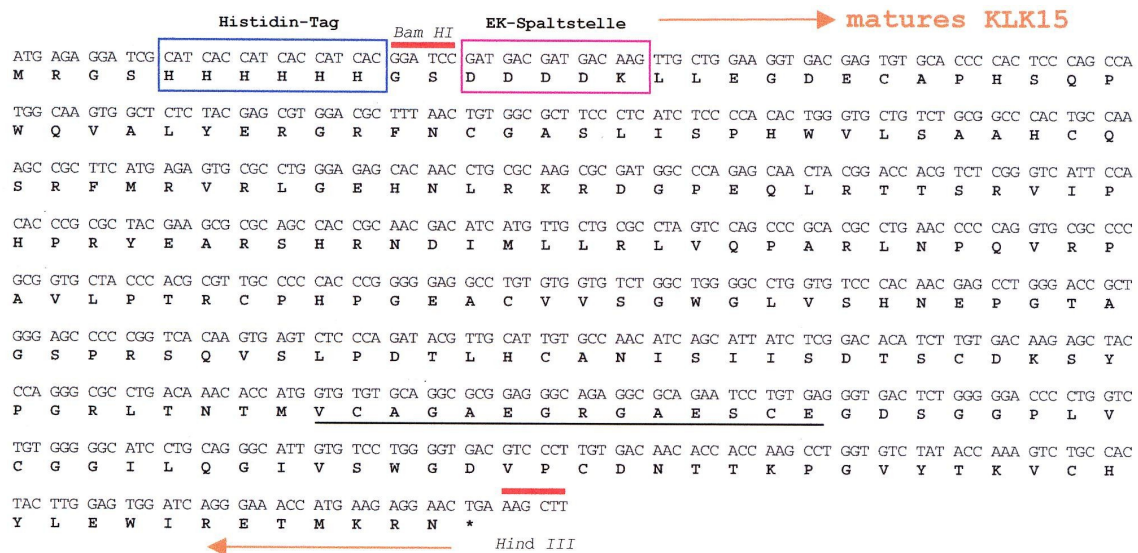 Histidin-Tag Bam HI EK-Spaltstelle matures KLK15
ATG AGA GGA TCG CAT CAC CAT CAC CAT CAC GGA TCC GAT GAC GAT GAC AAG TTG CTG GAA GGT GAC GAG TGT GCA CCC CAC TCC CAG CCA
M R G S H H H H H H G S D D D D K L L E G D E C A P H S Q P
TGG CAA GTG GCT CTC TAC GAG CGT GGA CGC TTT AAC TGT GGC GCT TCC CTC ATC TCC CCA CAC TGG GTG CTG TCT GCG GCC CAC TGC CAA
W Q V A L Y E R G R F N C G A S L I S P H W V L S A A H C Q
AGC CGC TTC ATG AGA GTG CGC CTG GGA GAG CAC AAC CTG CGC AAG CGC GAT GGC CCA GAG CAA CTA CGG ACC ACG TCT CGG GTC ATT CCA
S R F M R V R L G E H N L R K R D G P E Q L R T T S R V I P
CAC CCG CGC TAC GAA GCG CGC AGC CAC CGC AAC GAC ATC ATG TTG CTG CGC CTA GTC CAG CCC GCA CGC CTG AAC CCC CAG GTG CGC CCC
H P R Y E A R S H R N D I M L L R L V Q P A R L N P Q V R P
GCG GTG CTA CCC ACG CGT TGC CCC CAC CCG GGG GAG GCC TGT GTG GTG TCT GGC TGG GGC CTG GTG TCC CAC AAC GAG CCT GGG ACC GCT
A V L P T R C P H P G E A C V V S G W G L V S H N E P G T A
GGG AGC CCC CGG TCA CAA GTG AGT CTC CCA GAT ACG TTG CAT TGT GCC AAC ATC AGC ATT ATC TCG GAC ACA TCT TGT GAC AAG AGC TAC
G S P R S Q V S L P D T L H C A N I S I I S D T S C D K S Y
CCA GGG CGC CTG ACA AAC ACC ATG GTG TGT GCA GGC GCG GAG GGC AGA GGC GCA GAA TCC TGT GAG GGT GAC TCT GGG GGA CCC CTG GTC
P G R L T N T M V C A G A E G R G A E S C E G D S G G P L V
TGT GGG GGC ATC CTG CAG GGC ATT GTG TCC TGG GGT GAC GTC CCT TGT GAC AAC ACC ACC AAG CCT GGT GTC TAT ACC AAA GTC TGC CAC
C G G I L Q G I V S W G D V P C D N T T K P G V Y T K V C H
TAC TTG GAG TGG ATC AGG GAA ACC ATG AAG AGG AAC TGA AAG CTT
Y L E W I R E T M K R N *
Hind III